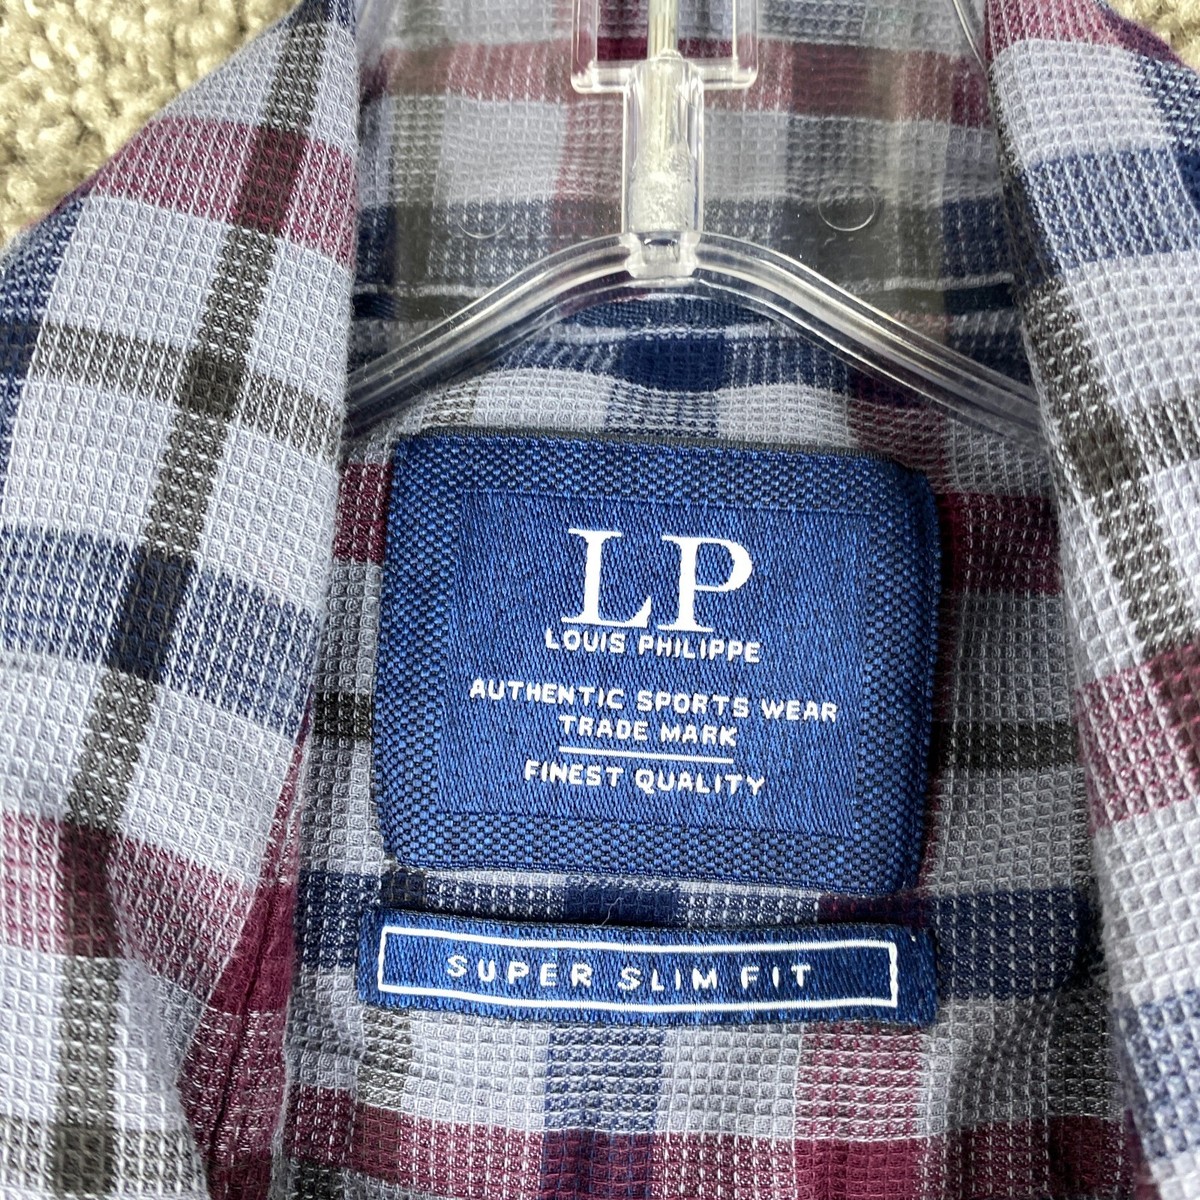 LP
LOUIS PHILIPPE
AUTHENTIC SPORTS WEAR
TRADE MARK
FINEST QUALITY
SUPER SLIM FIT